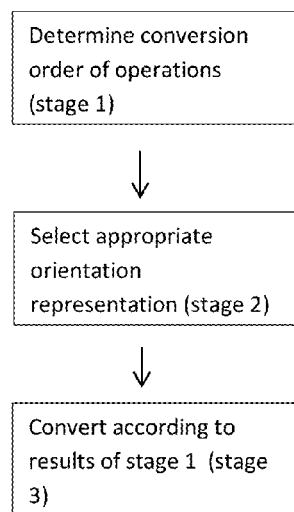 Determine conversion
order of operations
(stage 1)
Select appropriate
orientation
representation (stage 2)
Convert according to
results of stage 1 (stage
3)